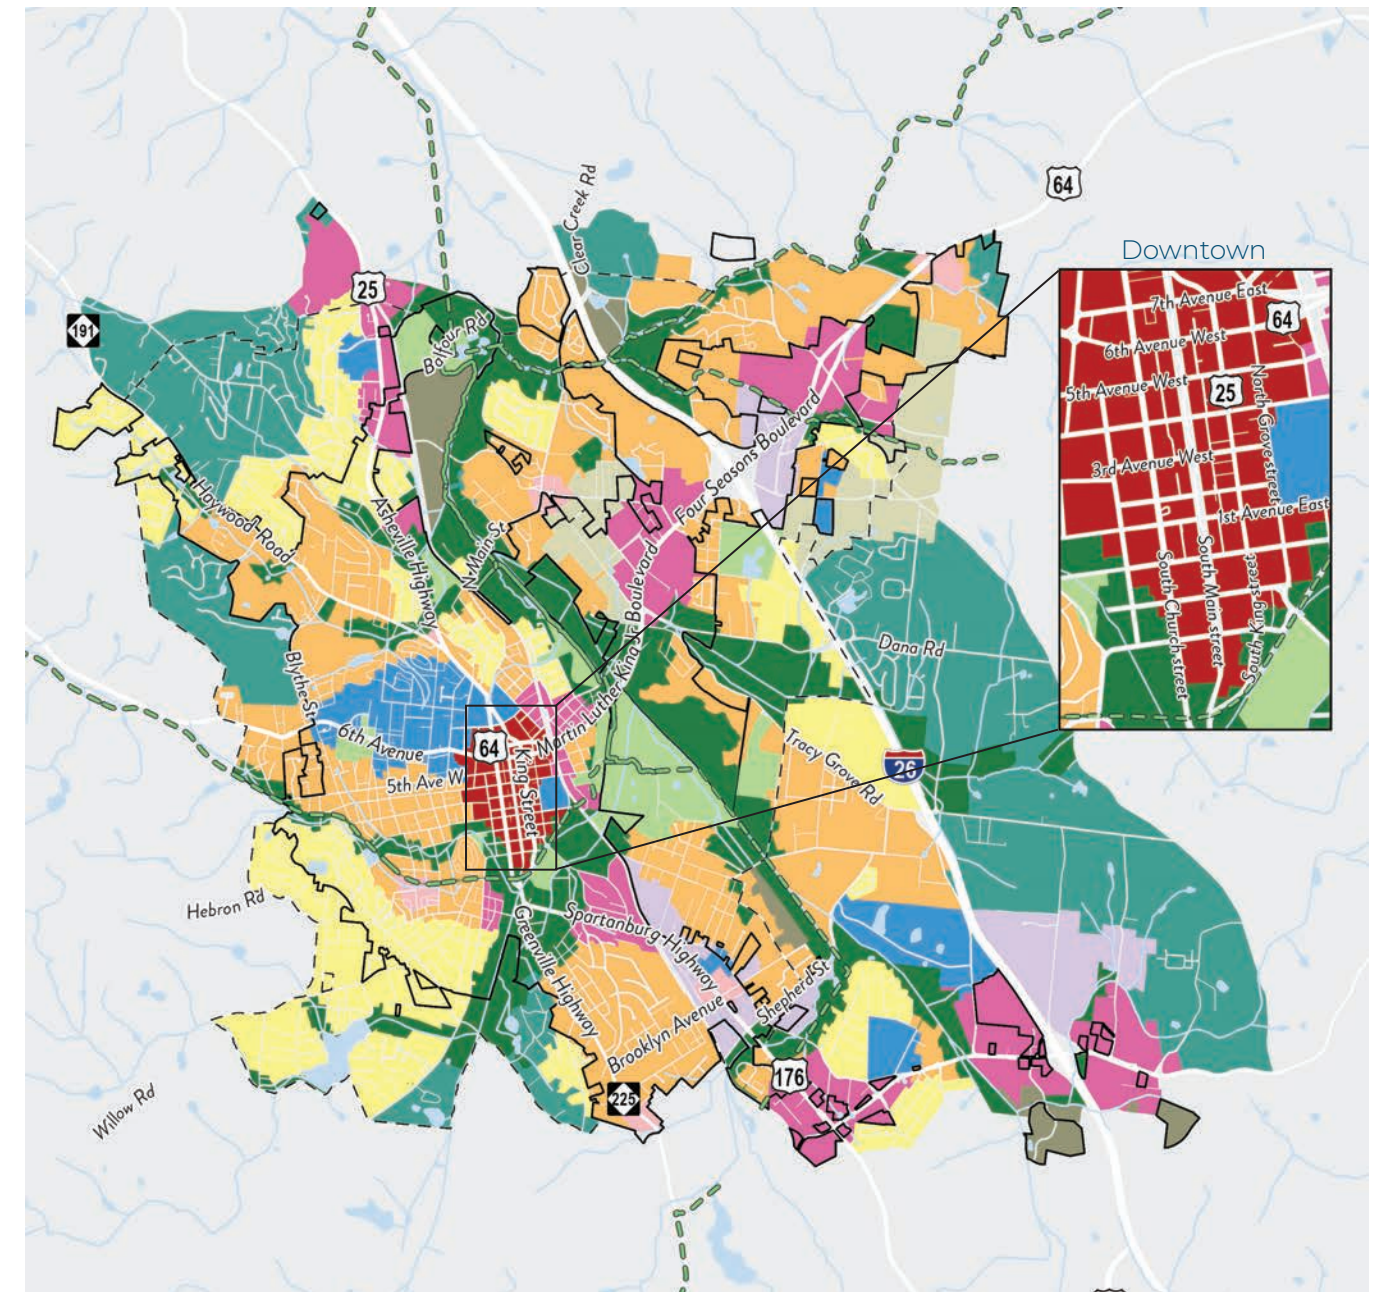 Clear Creek Rd
64
Downtown
25
191
Balfour Rd
7th Avenue East
64
6th Avenue West
5th Avenue West
25
North Grove street
3rd Avenue West
1st Avenue East
South Church street
South Main street
South King street
Four Seasons Boulevard
Haywood Road
Asheville Highway
N Main St
Martin Luther King Jr Boulevard
Dana Rd
Blythe St
6th Avenue
64
5th Ave W
King Street
Tracy Grove Rd
26
Hebron Rd
Greenville Highway
Spartanburg Highway
Shepherd St
Brooklyn Avenue
176
225
Willow Rd